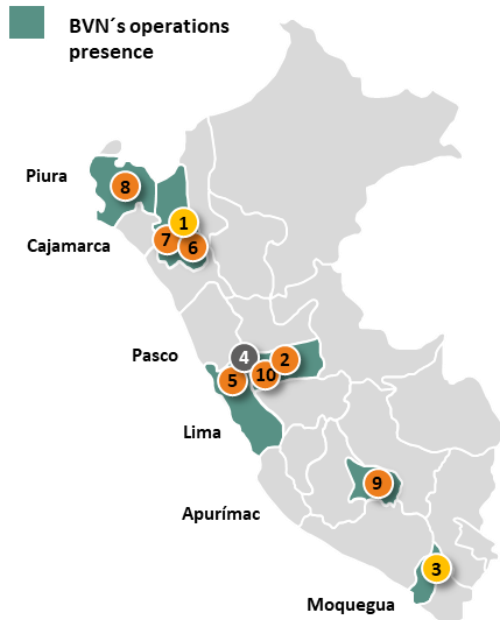 BVN´s operations
presence
Piura
8
1
Cajamarca
7
6
Pasco
4
2
5
10
Lima
9
Apurímac
3
Moquegua